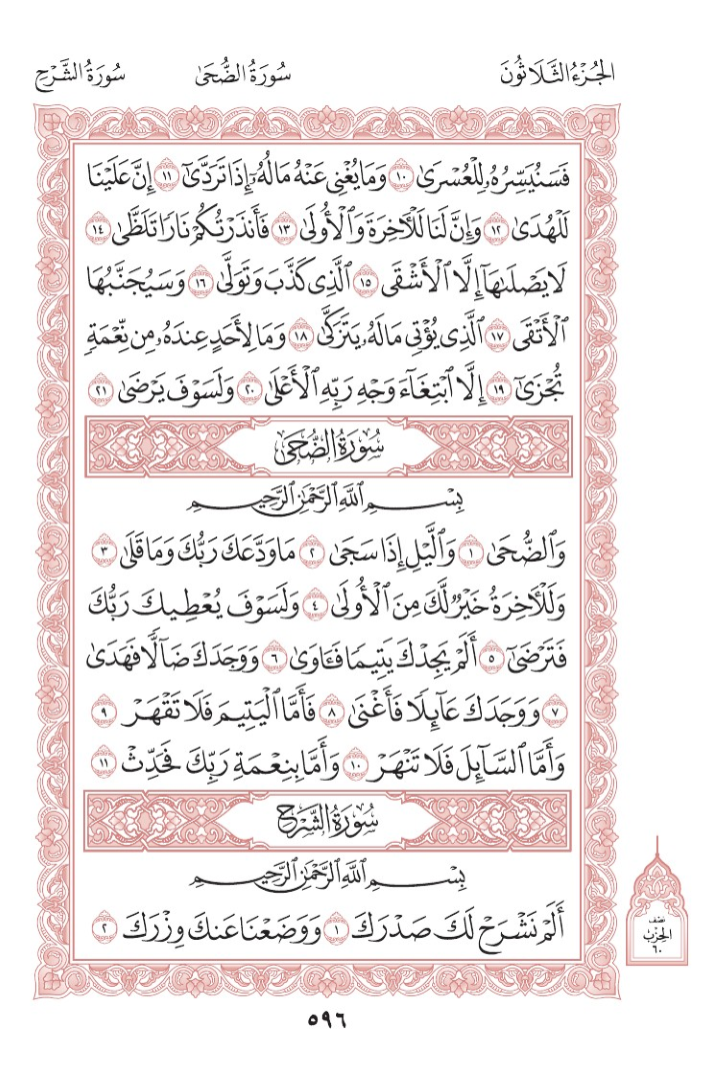 الجُزْءُ الثَّلَاثُونَ سُورَةُ الضُّحَىٰ سُورَةُ الشَّرْحِ
فَسَنُيَسِّرُهُۥ لِلْعُسْرَىٰ ١٠ وَمَا يُغْنِى عَنْهُ مَالُهُۥٓ إِذَا تَرَدَّىٰٓ ١١ إِنَّ عَلَيْنَا
لَلْهُدَىٰ ١٢ وَإِنَّ لَنَا لَلْـَٔاخِرَةَ وَٱلْأُولَىٰ ١٣ فَأَنذَرْتُكُمْ نَارًا تَلَظَّىٰ ١٤
لَا يَصْلَىٰهَآ إِلَّا ٱلْأَشْقَى ١٥ ٱلَّذِى كَذَّبَ وَتَوَلَّىٰ ١٦ وَسَيُجَنَّبُهَا
ٱلْأَتْقَى ١٧ ٱلَّذِى يُؤْتِى مَالَهُۥ يَتَزَكَّىٰ ١٨ وَمَا لِأَحَدٍ عِندَهُۥ مِن نِّعْمَةٍ
تُجْزَىٰٓ ١٩ إِلَّا ٱبْتِغَآءَ وَجْهِ رَبِّهِ ٱلْأَعْلَىٰ ٢٠ وَلَسَوْفَ يَرْضَىٰ ٢١
سُورَةُ الضُّحَىٰ
بِسْمِ ٱللَّهِ ٱلرَّحْمَٰنِ ٱلرَّحِيمِ
وَٱلضُّحَىٰ ١ وَٱلَّيْلِ إِذَا سَجَىٰ ٢ مَا وَدَّعَكَ رَبُّكَ وَمَا قَلَىٰ ٣
وَلَلْـَٔاخِرَةُ خَيْرٌ لَّكَ مِنَ ٱلْأُولَىٰ ٤ وَلَسَوْفَ يُعْطِيكَ رَبُّكَ
فَتَرْضَىٰٓ ٥ أَلَمْ يَجِدْكَ يَتِيمًا فَـَٔاوَىٰ ٦ وَوَجَدَكَ ضَآلًّا فَهَدَىٰ
٧ وَوَجَدَكَ عَآئِلًا فَأَغْنَىٰ ٨ فَأَمَّا ٱلْيَتِيمَ فَلَا تَقْهَرْ ٩
وَأَمَّا ٱلسَّآئِلَ فَلَا تَنْهَرْ ١٠ وَأَمَّا بِنِعْمَةِ رَبِّكَ فَحَدِّثْ ١١
سُورَةُ الشَّرْحِ
بِسْمِ ٱللَّهِ ٱلرَّحْمَٰنِ ٱلرَّحِيمِ
أَلَمْ نَشْرَحْ لَكَ صَدْرَكَ ١ وَوَضَعْنَا عَنكَ وِزْرَكَ ٢
نصف
الحزب
٦٠
٥٩٦